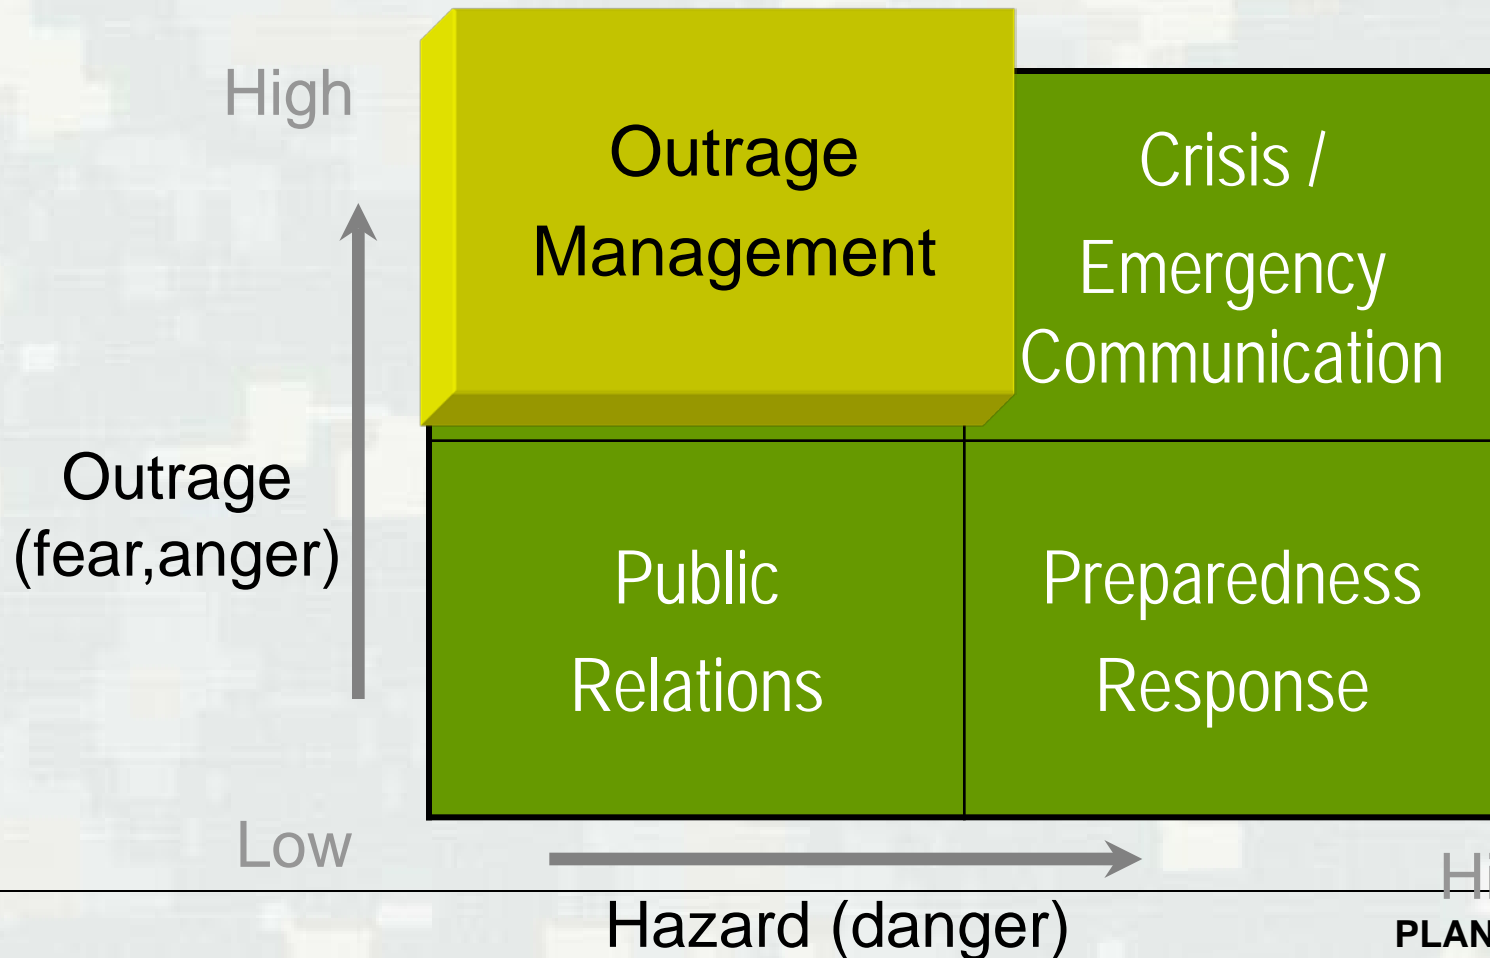 High
Outrage
Management
Crisis /
Emergency
Communication
Outrage
(fear,anger)
Public
Relations
Preparedness
Response
Low
Hazard (danger)